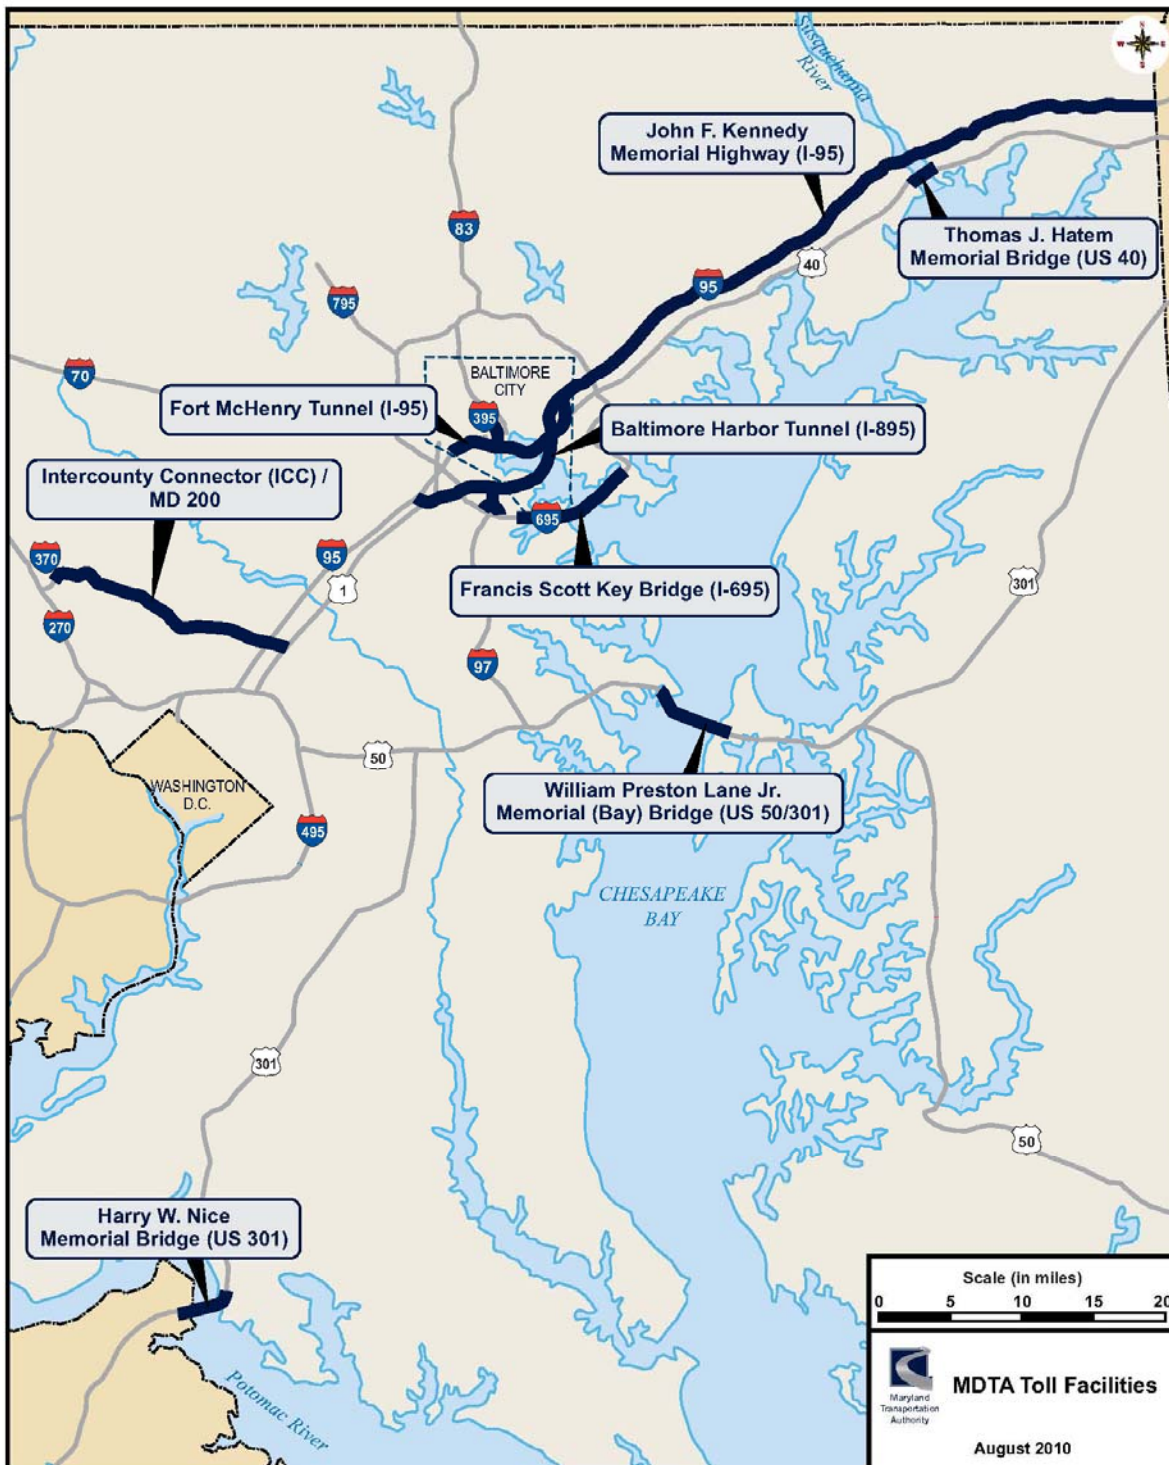 N
W
E
S
Susquehanna
River
John F. Kennedy
Memorial Highway (I-95)
83
Thomas J. Hatem
Memorial Bridge (US 40)
40
95
795
70
BALTIMORE
CITY
Fort McHenry Tunnel (I-95)
395
Baltimore Harbor Tunnel (I-895)
Intercounty Connector (ICC) /
MD 200
695
370
95
1
301
Francis Scott Key Bridge (I-695)
270
97
50
WASHINGTON
D.C.
William Preston Lane Jr.
Memorial (Bay) Bridge (US 50/301)
495
CHESAPEAKE
BAY
301
50
Harry W. Nice
Memorial Bridge (US 301)
Potomac River
Scale (in miles)
0 5 10 15 20
Maryland
Transportation
Authority
MDTA Toll Facilities
August 2010